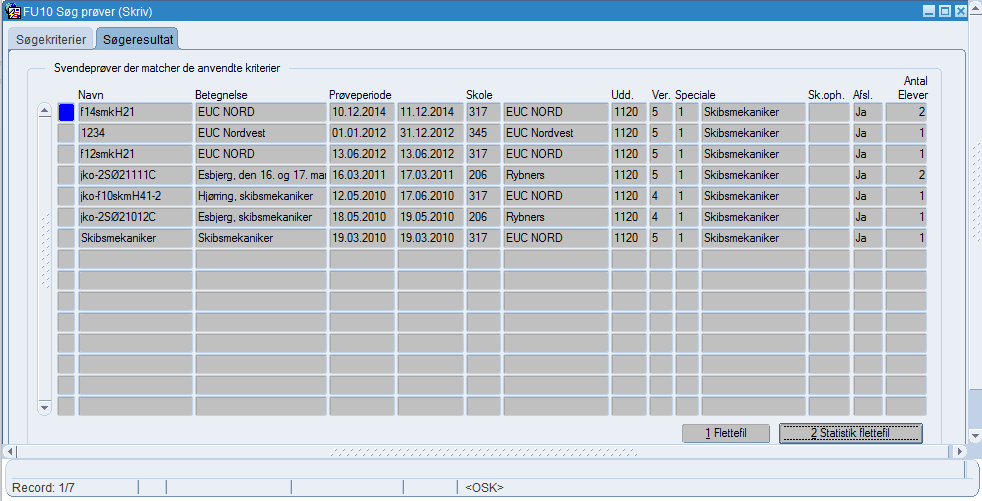 FU10 Søg prøver (Skriv)
Søgekriterier Søgeresultat
Svendeprøver der matcher de anvendte kriterier
Antal
Navn Betegnelse Prøveperiode Skole Udd. Ver. Speciale Sk.oph. Afsl. Elever
f14smkH21 EUC NORD 10.12.2014 11.12.2014 317 EUC NORD 1120 5 1 Skibsmekaniker Ja 2
1234 EUC Nordvest 01.01.2012 31.12.2012 345 EUC Nordvest 1120 5 1 Skibsmekaniker Ja 1
f12smkH21 EUC NORD 13.06.2012 13.06.2012 317 EUC NORD 1120 5 1 Skibsmekaniker Ja 1
jko-2SØ21111C Esbjerg, den 16. og 17. mar 16.03.2011 17.03.2011 206 Rybners 1120 5 1 Skibsmekaniker Ja 2
jko-f10skmH41-2 Hjørring, skibsmekaniker 12.05.2010 17.06.2010 317 EUC NORD 1120 4 1 Skibsmekaniker Ja 1
jko-2SØ21012C Esbjerg, skibsmekaniker 18.05.2010 19.05.2010 206 Rybners 1120 4 1 Skibsmekaniker Ja 1
Skibsmekaniker Skibsmekaniker 19.03.2010 19.03.2010 317 EUC NORD 1120 5 1 Skibsmekaniker Ja 1
1 Flettefil 2 Statistik flettefil
Record: 1/7 <OSK>